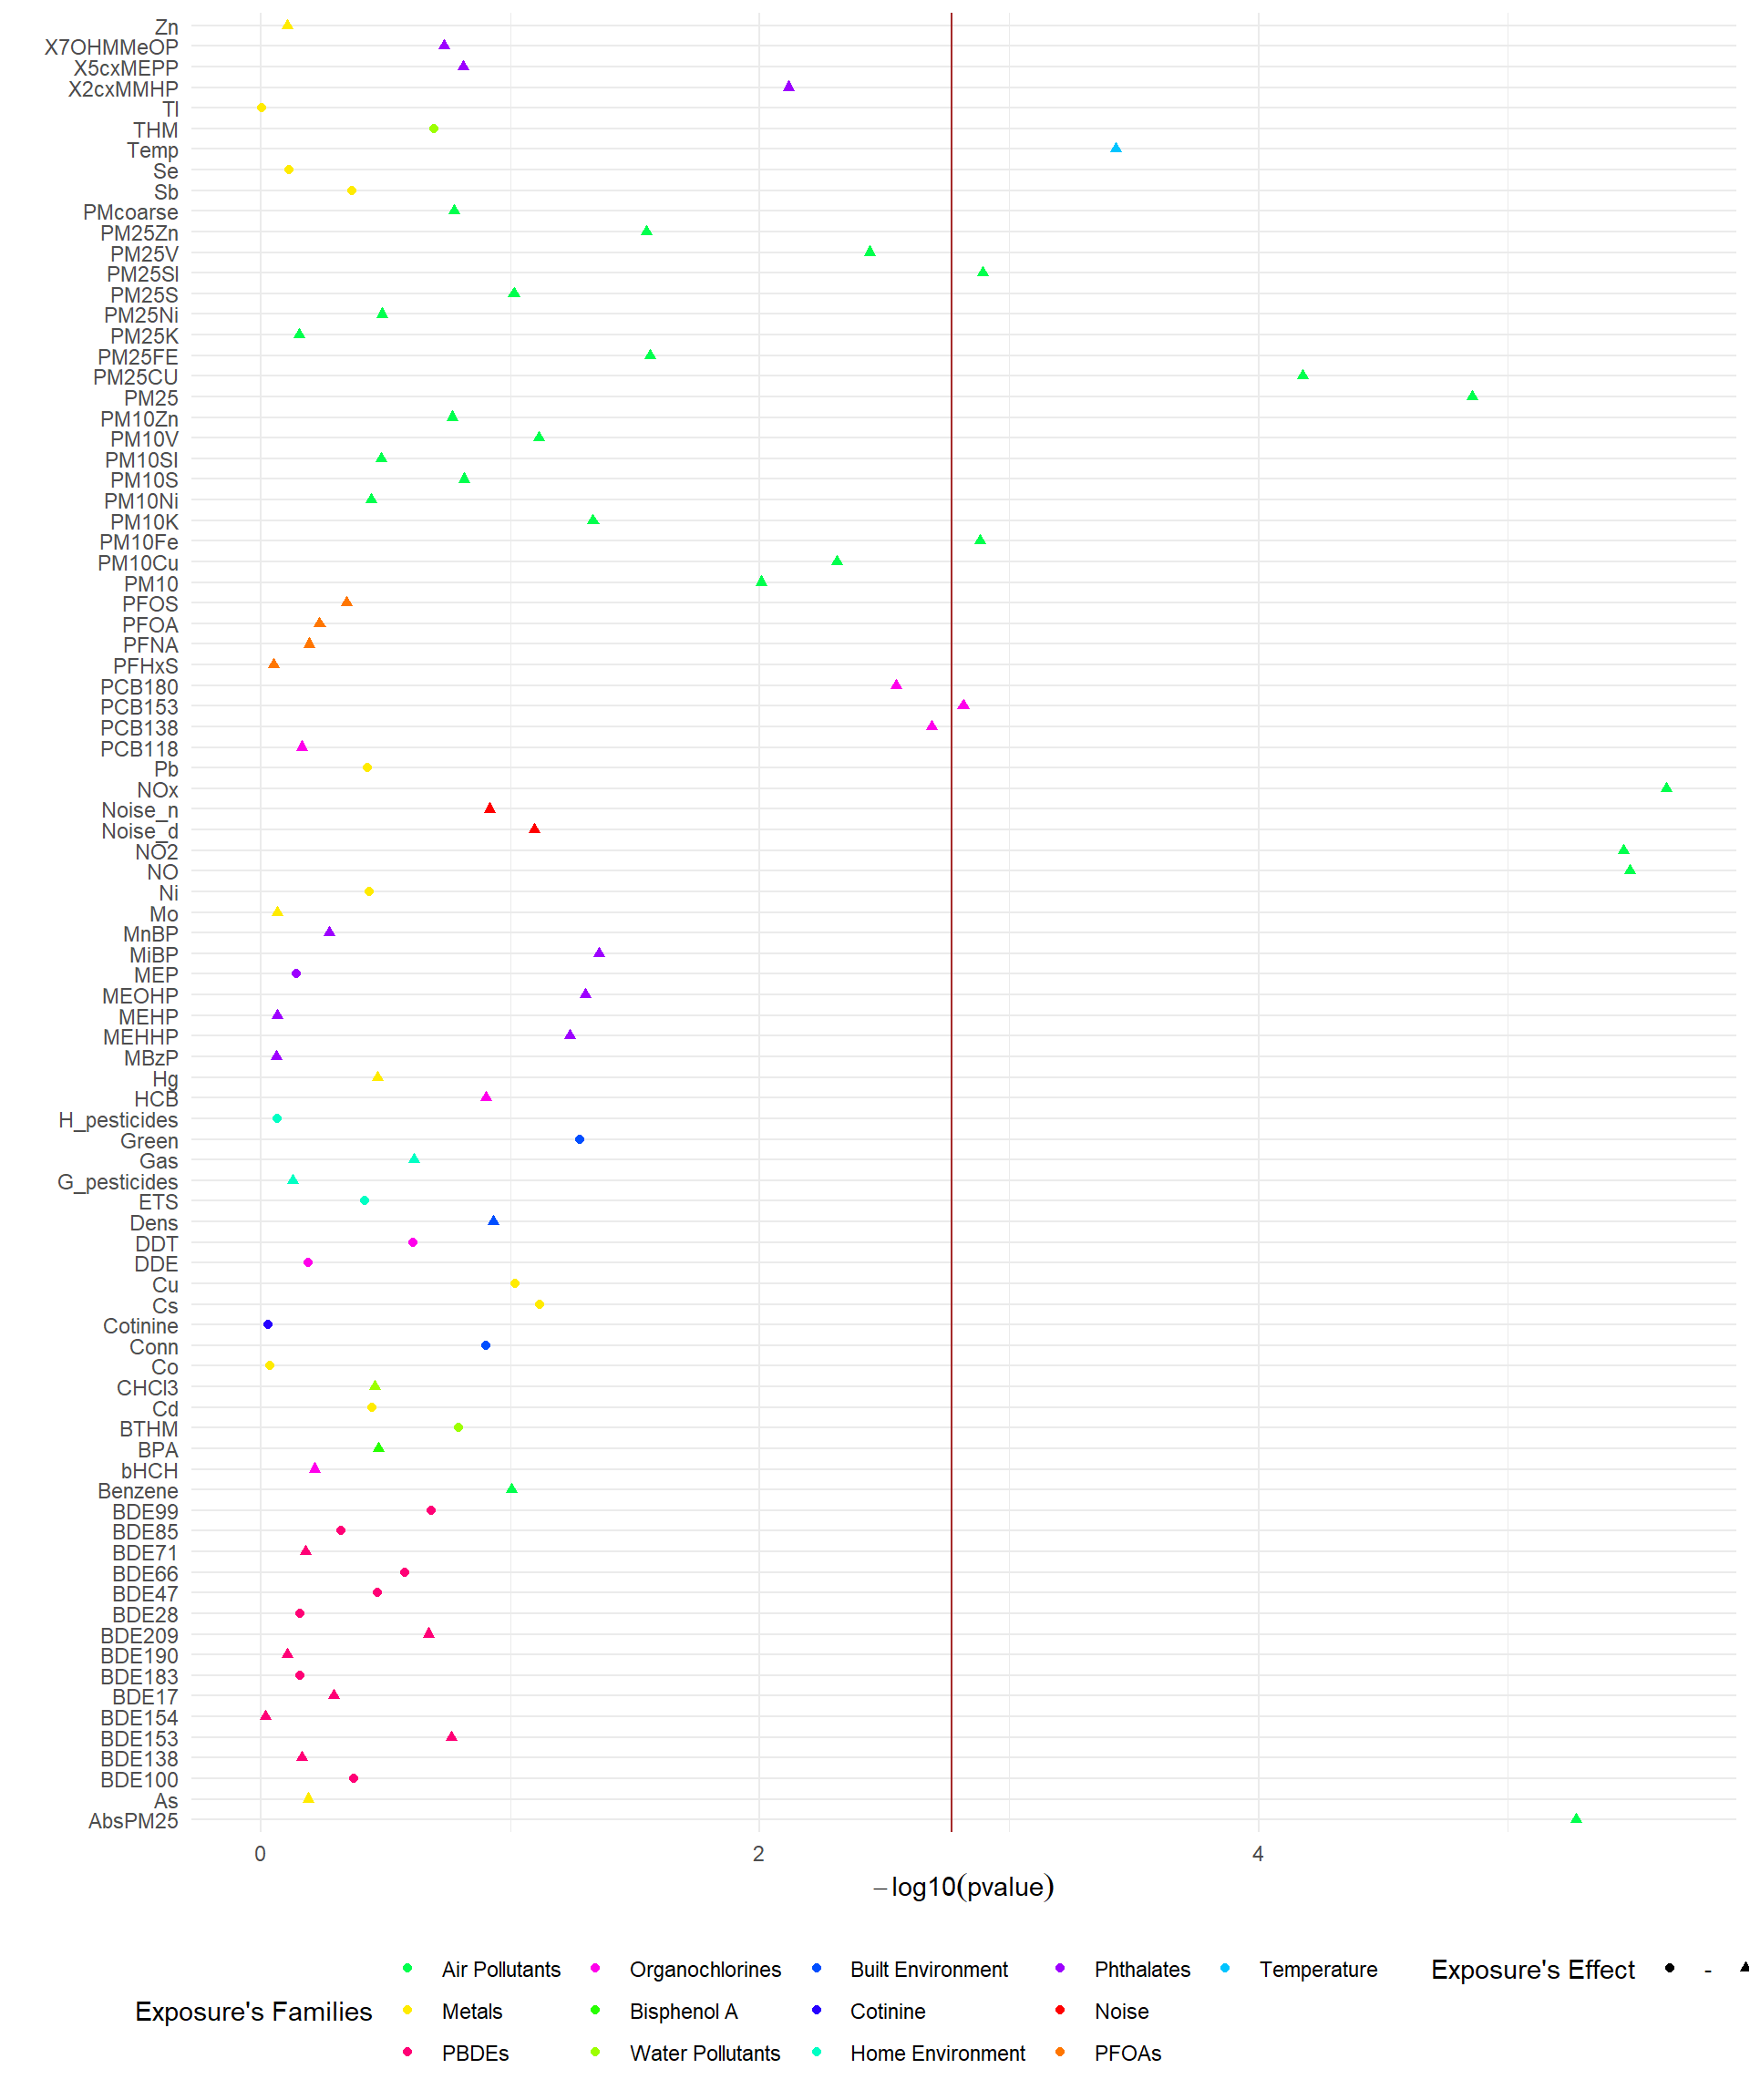 Zn
X7OHMMeOP
X5cxMEPP
X2cxMMHP
Tl
THM
Temp
Se
Sb
PMcoarse
PM25Zn
PM25V
PM25SI
PM25S
PM25Ni
PM25K
PM25FE
PM25CU
PM25
PM10Zn
PM10V
PM10SI
PM10S
PM10Ni
PM10K
PM10Fe
PM10Cu
PM10
PFOS
PFOA
PFNA
PFHxS
PCB180
PCB153
PCB138
PCB118
Pb
NOx
Noise_n
Noise_d
NO2
NO
Ni
Mo
MnBP
MiBP
MEP
MEOHP
MEHP
MEHHP
MBzP
Hg
HCB
H_pesticides
Green
Gas
G_pesticides
ETS
Dens
DDT
DDE
Cu
Cs
Cotinine
Conn
Co
CHCl3
Cd
BTHM
BPA
bHCH
Benzene
BDE99
BDE85
BDE71
BDE66
BDE47
BDE28
BDE209
BDE190
BDE183
BDE17
BDE154
BDE153
BDE138
BDE100
As
AbsPM25
0 2 4
−log10(pvalue)
Air Pollutants Organochlorines Built Environment Phthalates Temperature Exposure's Effect -
Exposure's Families Metals Bisphenol A Cotinine Noise
PBDEs Water Pollutants Home Environment PFOAs